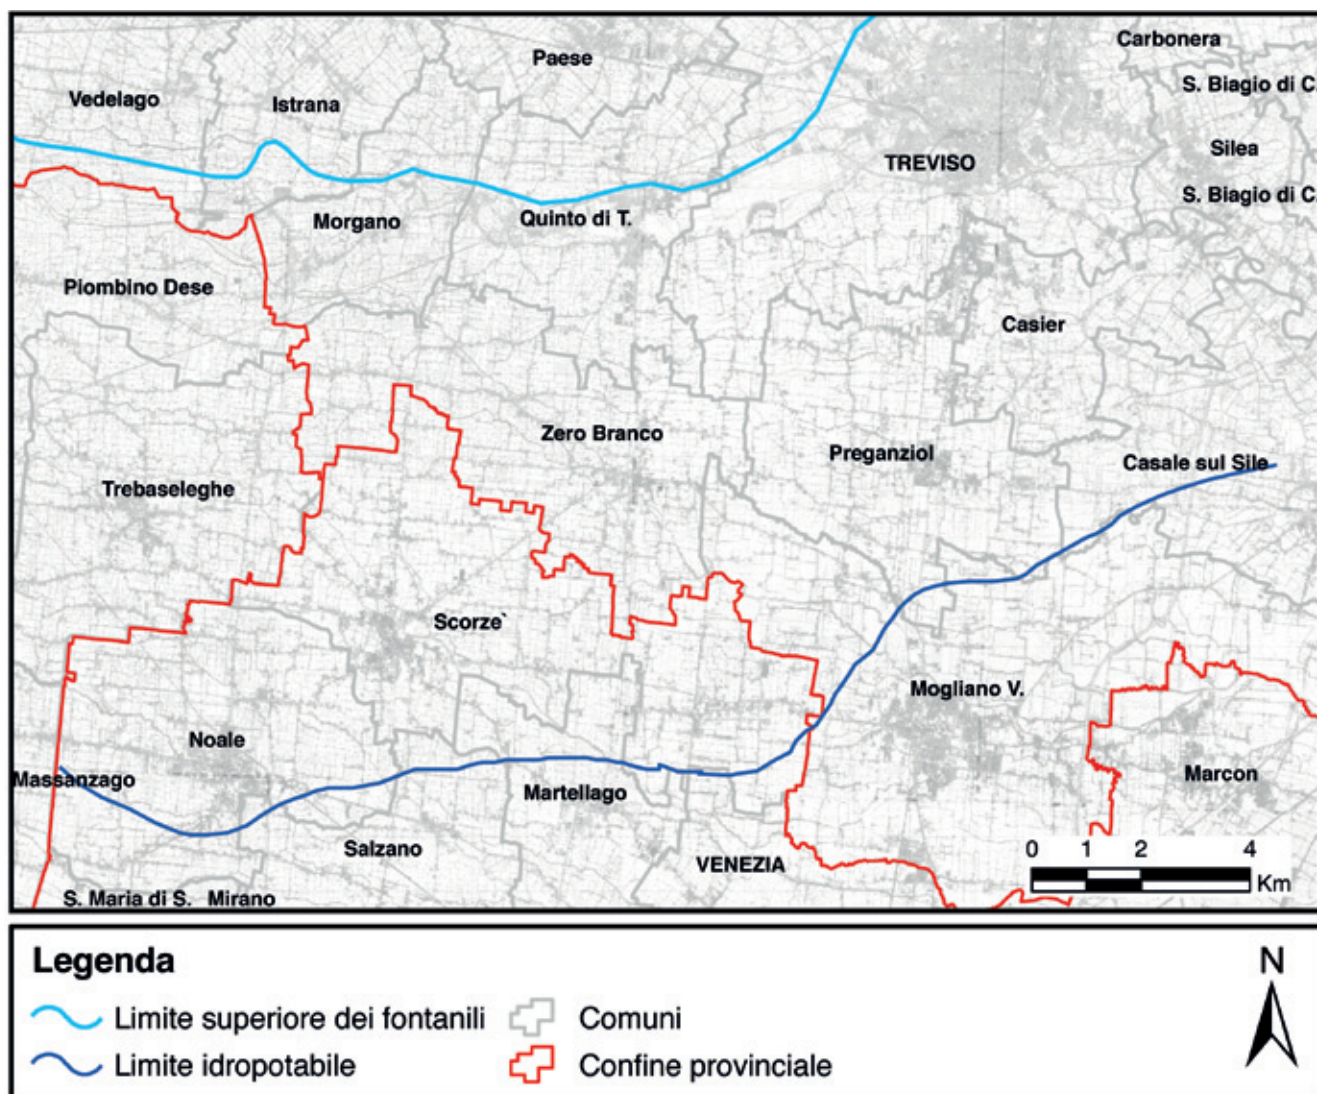 Carbonera
Paese
S. Biagio di C.
Vedelago
Istrana
Silea
TREVISO
S. Biagio di C.
Morgano
Quinto di T.
Piombino Dese
Casier
Zero Branco
Preganziol
Casale sul Sile
Trebaseleghe
Scorze`
Mogliano V.
Noale
Massanzago
Marcon
Martellago
Salzano
VENEZIA
0 1 2 4
Km
S. Maria di S. Mirano
Legenda
N
Limite superiore dei fontanili
Comuni
Limite idropotabile
Confine provinciale